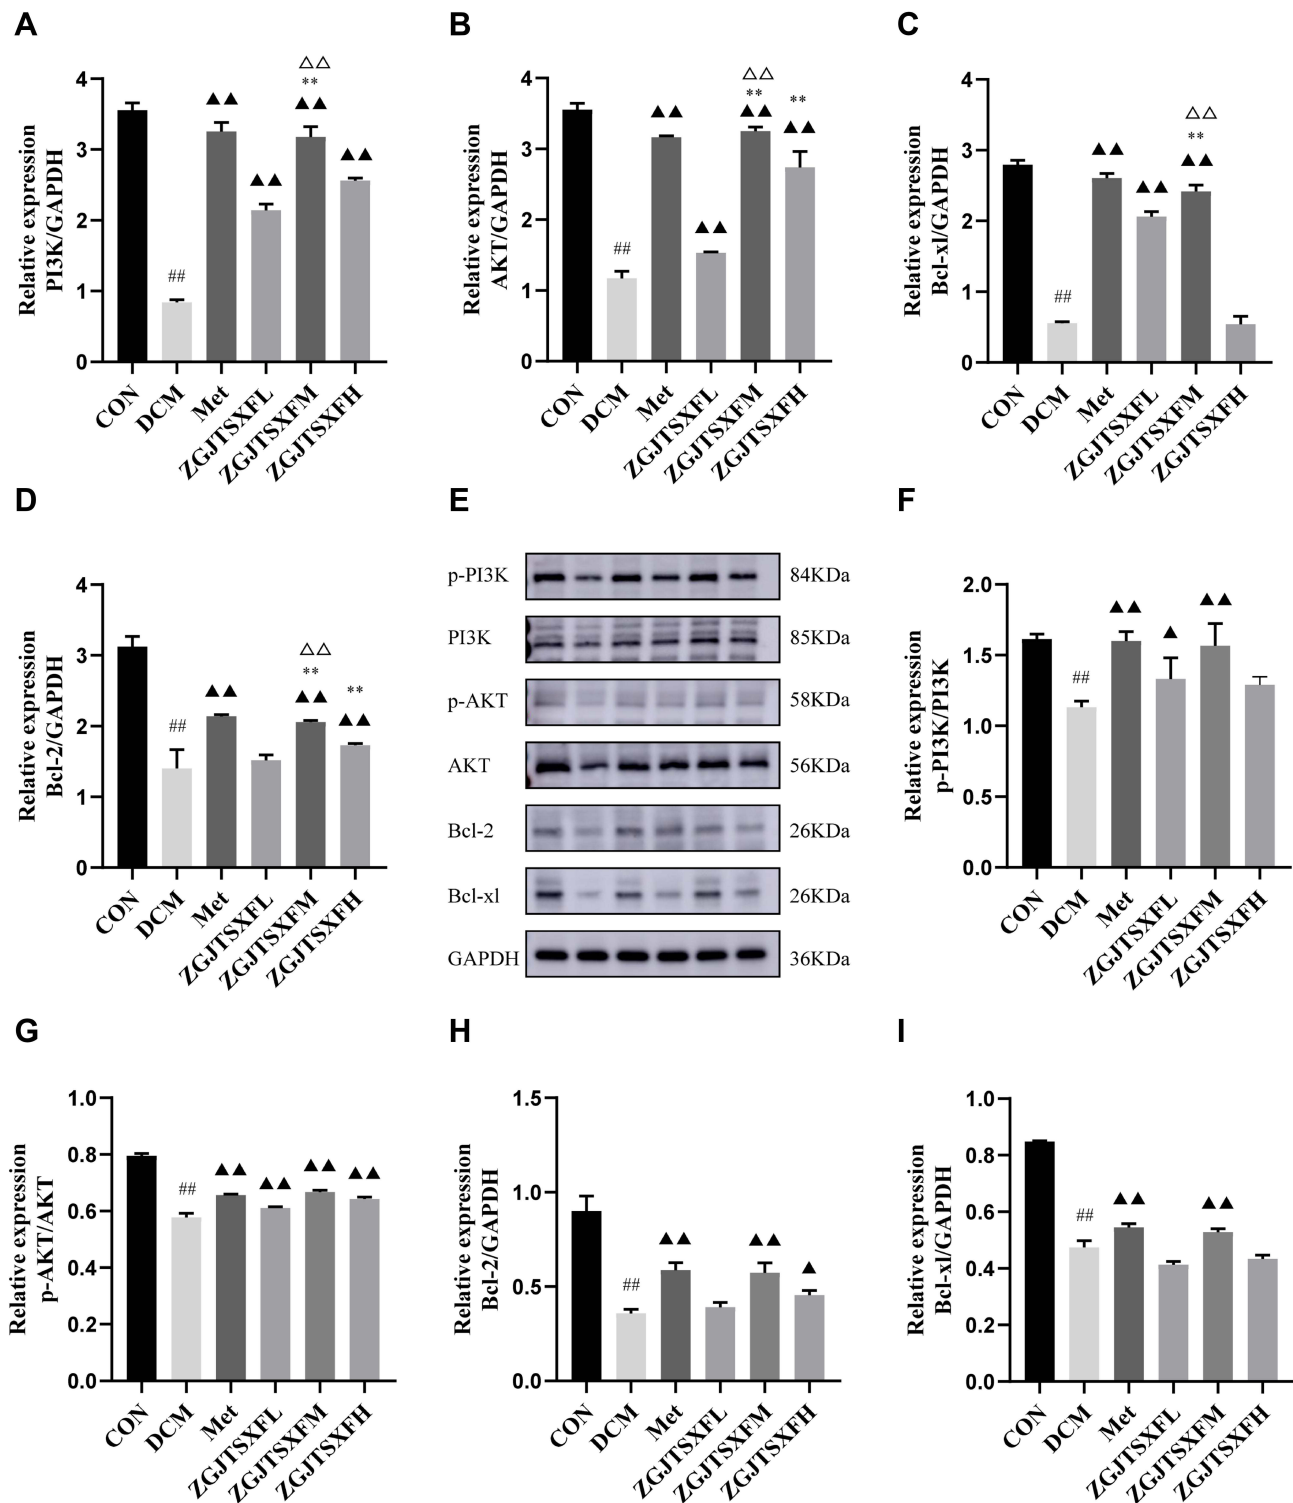 A
Relative expression
PI3K/GAPDH
4
3
2
1
0
##
▲▲
▲▲
△△
**
▲▲
▲▲
CON
DCM
Met
ZGJTSXFL
ZGJTSXFM
ZGJTSXFH
B
Relative expression
AKT/GAPDH
4
3
2
1
0
##
▲▲
▲▲
△△
**
▲▲
**
▲▲
CON
DCM
Met
ZGJTSXFL
ZGJTSXFM
ZGJTSXFH
C
Relative expression
Bcl-xl/GAPDH
4
3
2
1
0
##
▲▲
▲▲
△△
**
▲▲
CON
DCM
Met
ZGJTSXFL
ZGJTSXFM
ZGJTSXFH
D
Relative expression
Bcl-2/GAPDH
4
3
2
1
0
##
▲▲
△△
**
▲▲
**
▲▲
CON
DCM
Met
ZGJTSXFL
ZGJTSXFM
ZGJTSXFH
E
p-PI3K 84KDa
PI3K 85KDa
p-AKT 58KDa
AKT 56KDa
Bcl-2 26KDa
Bcl-xl 26KDa
GAPDH 36KDa
F
Relative expression
p-PI3K/PI3K
2.0
1.5
1.0
0.5
0.0
##
▲▲
▲
▲▲
CON
DCM
Met
ZGJTSXFL
ZGJTSXFM
ZGJTSXFH
G
Relative expression
p-AKT/AKT
1.0
0.8
0.6
0.4
0.2
0.0
##
▲▲
▲▲
▲▲
▲▲
CON
DCM
Met
ZGJTSXFL
ZGJTSXFM
ZGJTSXFH
H
Relative expression
Bcl-2/GAPDH
1.5
1.0
0.5
0.0
##
▲▲
▲▲
▲
CON
DCM
Met
ZGJTSXFL
ZGJTSXFM
ZGJTSXFH
I
Relative expression
Bcl-xl/GAPDH
1.0
0.8
0.6
0.4
0.2
0.0
##
▲▲
▲▲
CON
DCM
Met
ZGJTSXFL
ZGJTSXFM
ZGJTSXFH